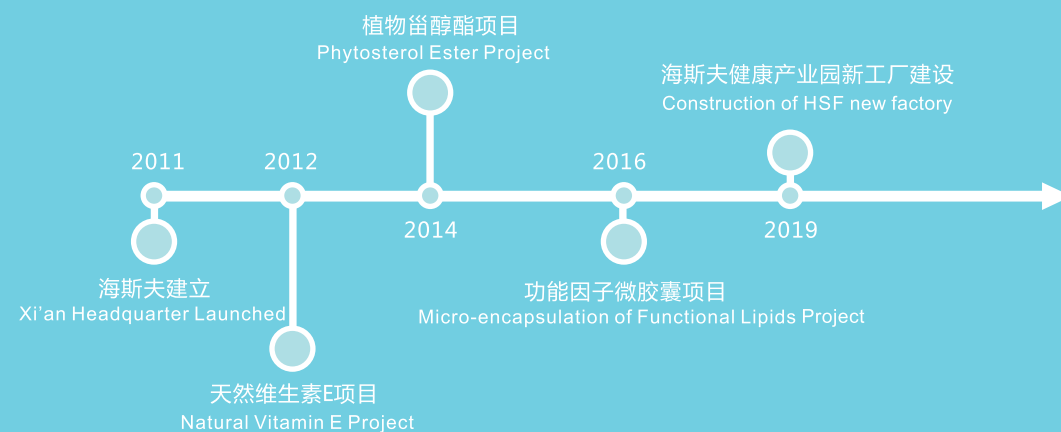 植物甾醇酯项目
Phytosterol Ester Project
海斯夫健康产业园新工厂建设
Construction of HSF new factory
2011
2012
2016
2014
2019
海斯夫建立
Xi'an Headquarter Launched
功能因子微胶囊项目
Micro-encapsulation of Functional Lipids Project
天然维生素E项目
Natural Vitamin E Project